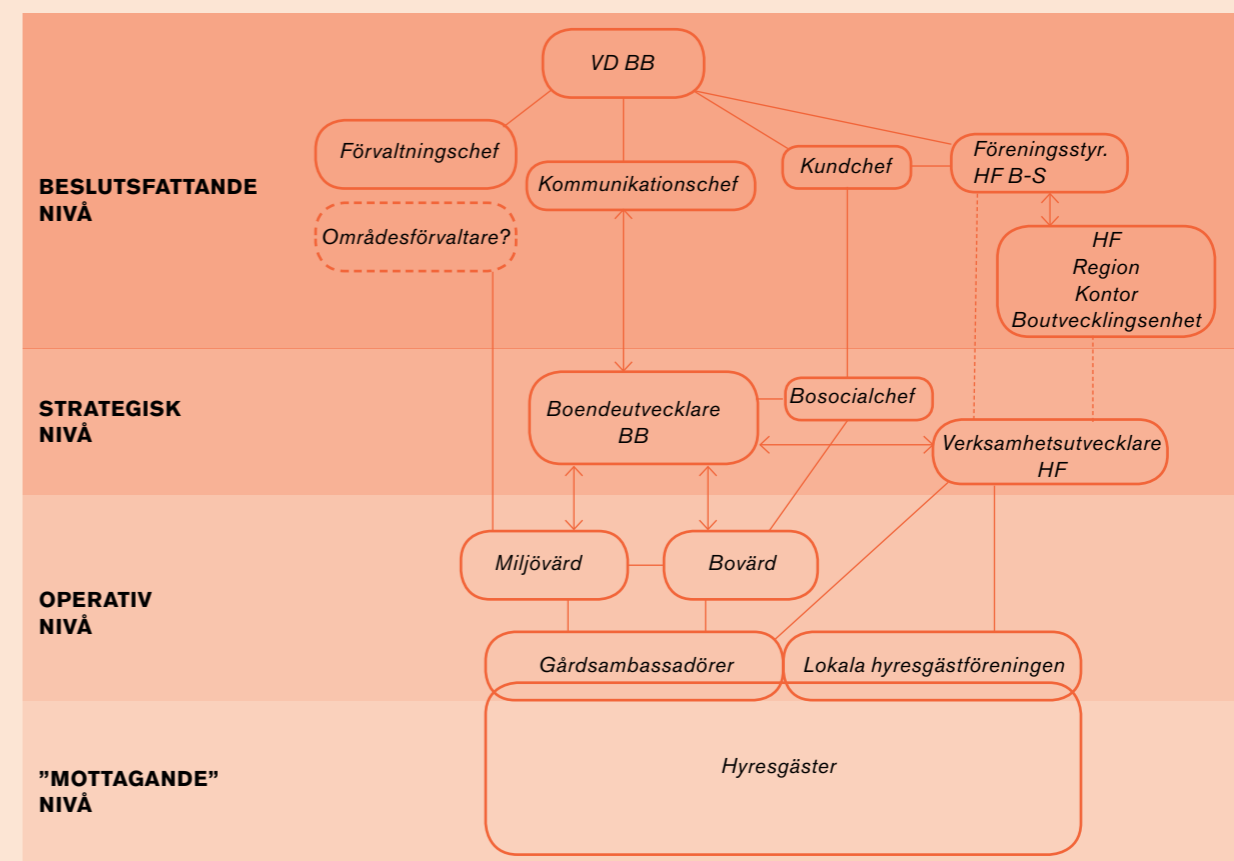 VD BB
Förvaltningschef
Kommunikationschef
Kundchef
Föreningsstyr.
HF B-S
BESLUTSFATTANDE
NIVÅ
Områdesförvaltare?
HF
Region
Kontor
Boutvecklingsenhet
STRATEGISK
NIVÅ
Boendeutvecklare
BB
Bosocialchef
Verksamhetsutvecklare
HF
OPERATIV
NIVÅ
Miljövärd
Bovärd
Gårdsambassadörer
Lokala hyresgästföreningen
”MOTTAGANDE”
NIVÅ
Hyresgäster